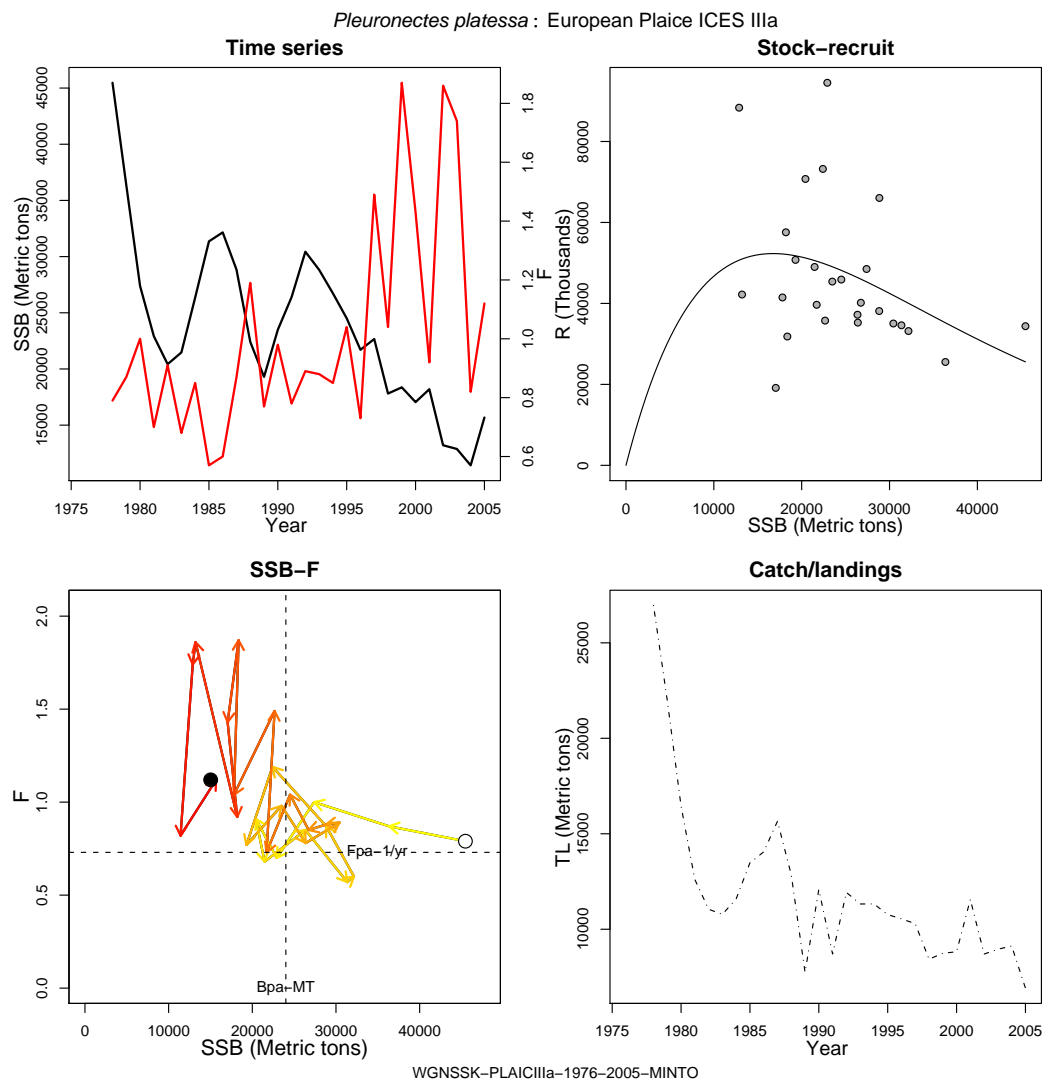 Pleuronectes platessa : European Plaice ICES IIIa
Time series
SSB (Metric tons)
15000 20000 25000 30000 35000 40000 45000
F
0.6 0.8 1.0 1.2 1.4 1.6 1.8
1975 1980 1985 1990 1995 2000 2005
Year
Stock−recruit
R (Thousands)
0 20000 40000 60000 80000
0 10000 20000 30000 40000
SSB (Metric tons)
SSB−F
F
0.0 0.5 1.0 1.5 2.0
Fpa−1/yr
Bpa−MT
0 10000 20000 30000 40000
SSB (Metric tons)
Catch/landings
TL (Metric tons)
10000 15000 20000 25000
1975 1980 1985 1990 1995 2000 2005
Year
WGNSSK−PLAICIIIa−1976−2005−MINTO